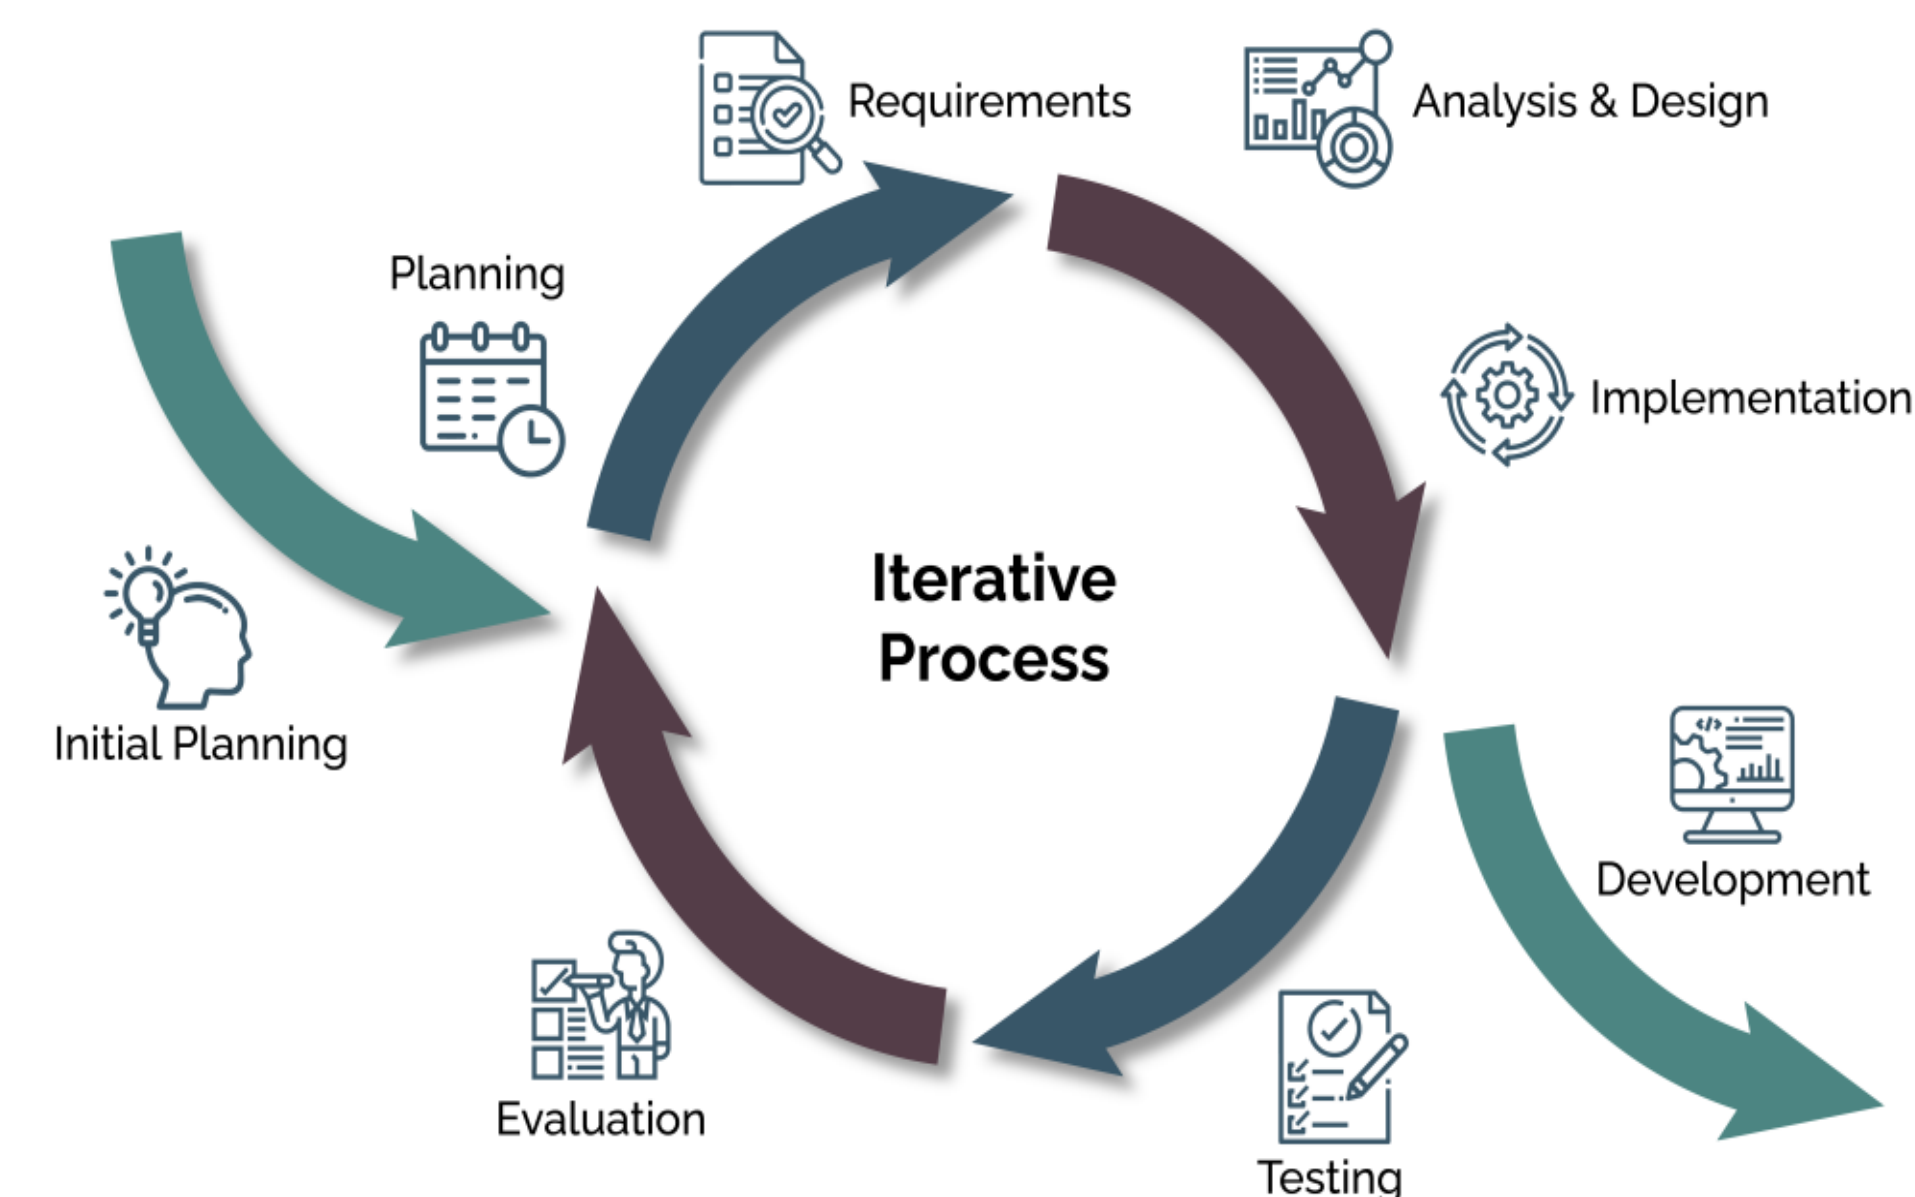 Requirements
Analysis & Design
Planning
Implementation
Iterative
Process
Initial Planning
Development
Evaluation
Testing